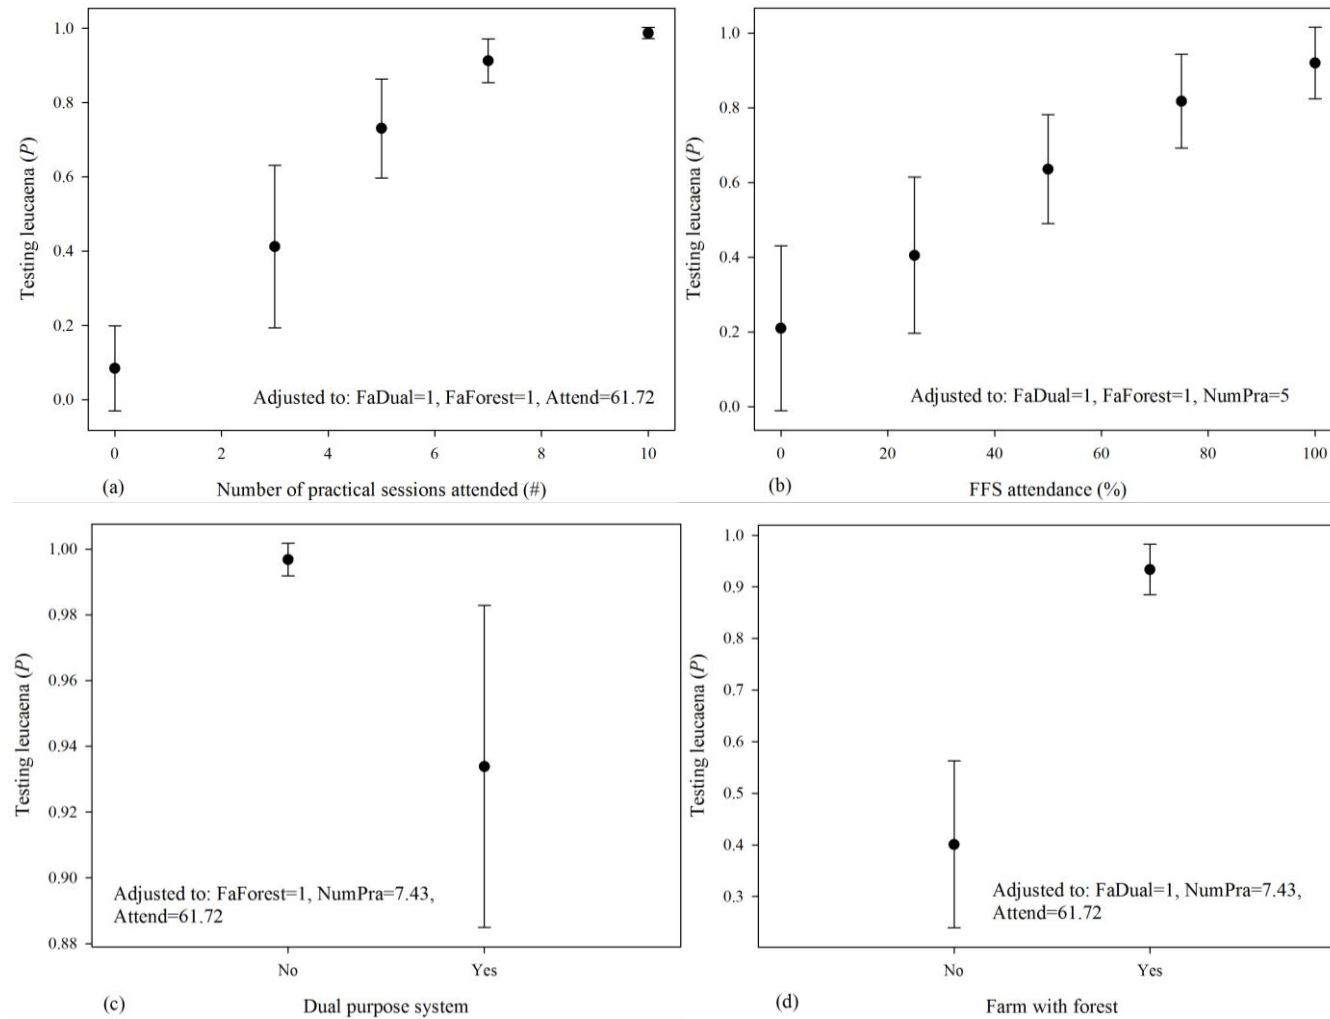 1.0
0.8
0.6
0.4
0.2
0.0
Testing leucaena (P)
Adjusted to: FaDual=1, FaForest=1, Attend=61.72
0 2 4 6 8 10
(a) Number of practical sessions attended (#)
1.0
0.8
0.6
0.4
0.2
0.0
Testing leucaena (P)
Adjusted to: FaDual=1, FaForest=1, NumPra=5
0 20 40 60 80 100
(b) FFS attendance (%)
1.00
0.98
0.96
0.94
0.92
0.90
0.88
Testing leucaena (P)
Adjusted to: FaForest=1, NumPra=7.43,
Attend=61.72
No Yes
(c) Dual purpose system
1.0
0.9
0.8
0.7
0.6
0.5
0.4
0.3
Testing leucaena (P)
Adjusted to: FaDual=1, NumPra=7.43,
Attend=61.72
No Yes
(d) Farm with forest